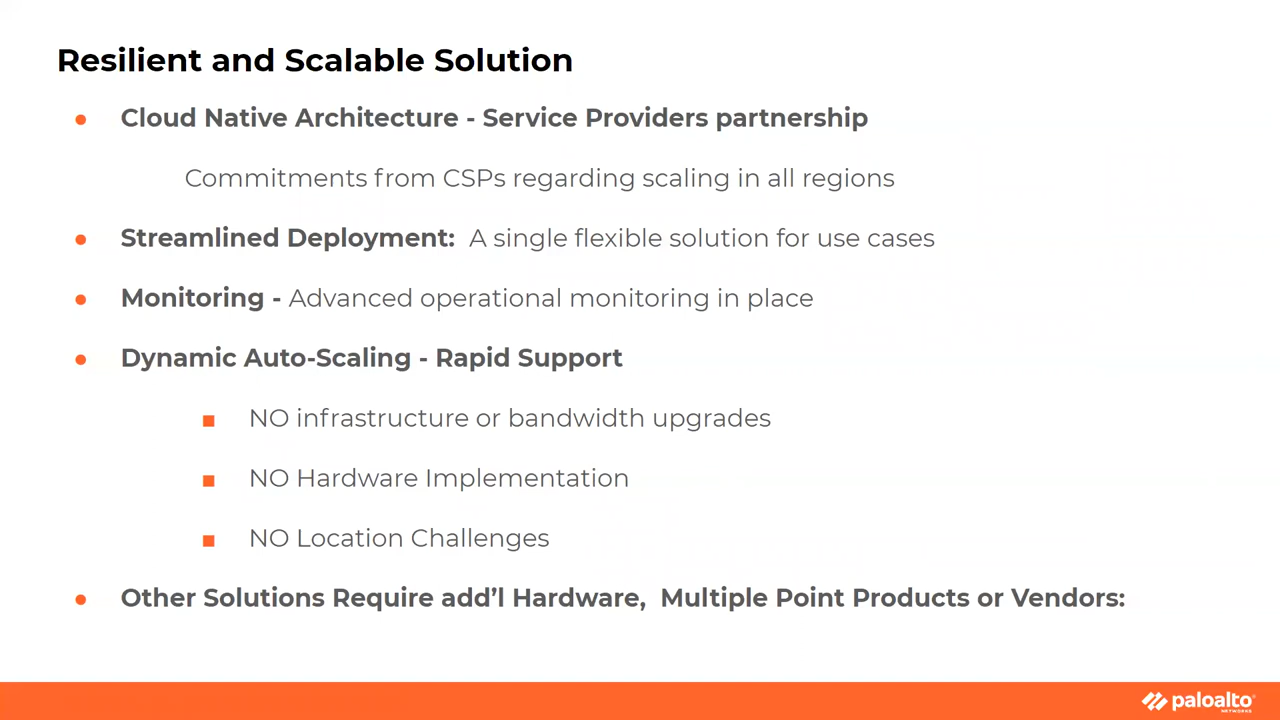 Resilient and Scalable Solution
● Cloud Native Architecture - Service Providers partnership
Commitments from CSPs regarding scaling in all regions
● Streamlined Deployment: A single flexible solution for use cases
● Monitoring - Advanced operational monitoring in place
● Dynamic Auto-Scaling - Rapid Support
■ NO infrastructure or bandwidth upgrades
■ NO Hardware Implementation
■ NO Location Challenges
● Other Solutions Require add’l Hardware, Multiple Point Products or Vendors:
paloalto
NETWORKS